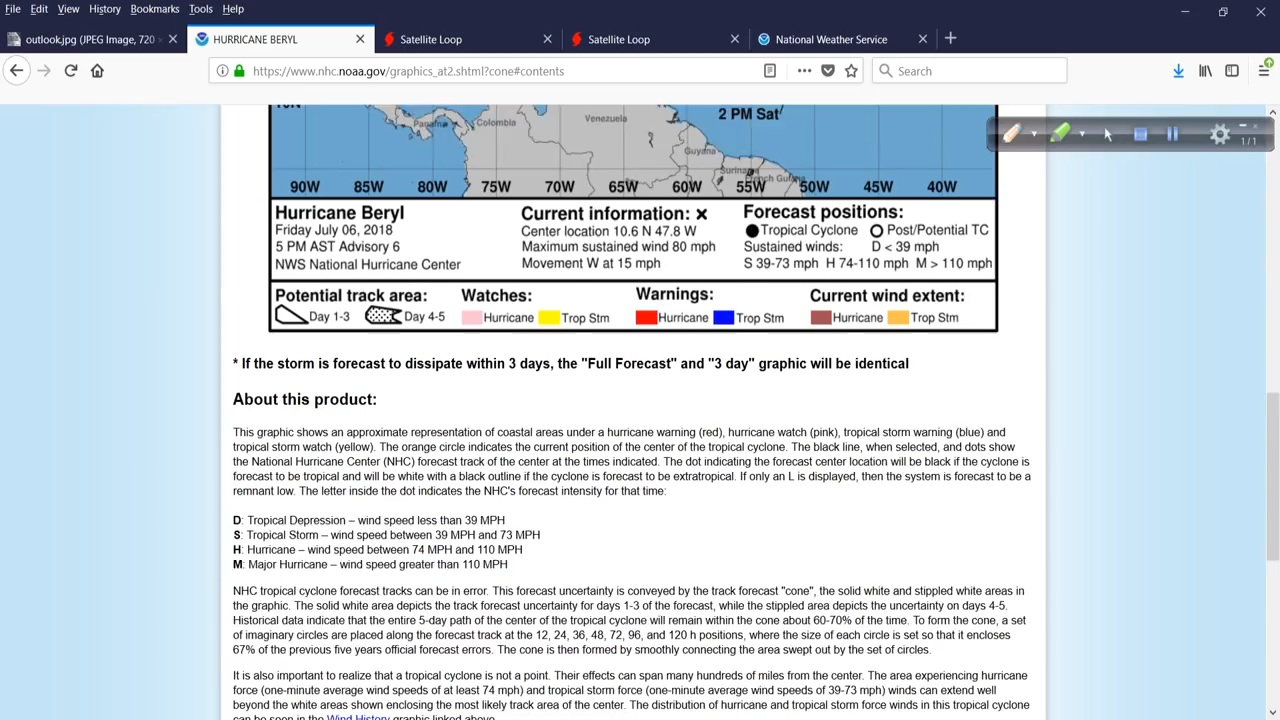 File Edit View History Bookmarks Tools Help
outlook.jpg (JPEG Image, 720
HURRICANE BERYL
Satellite Loop
Satellite Loop
National Weather Service
https://www.nhc.noaa.gov/graphics_at2.shtml?cone#contents
Search
1/1
10N
Panama
Colombia
Venezuela
2 PM Sat
Guyana
Suriname
French Guiana
90W 85W 80W 75W 70W 65W 60W 55W 50W 45W 40W
Hurricane Beryl
Friday July 06, 2018
5 PM AST Advisory 6
NWS National Hurricane Center
Current information: x
Center location 10.6 N 47.8 W
Maximum sustained wind 80 mph
Movement W at 15 mph
Forecast positions:
Tropical Cyclone Post/Potential TC
Sustained winds: D < 39 mph
S 39-73 mph H 74-110 mph M > 110 mph
Potential track area:
Day 1-3 Day 4-5
Watches:
Hurricane Trop Stm
Warnings:
Hurricane Trop Stm
Current wind extent:
Hurricane Trop Stm
* If the storm is forecast to dissipate within 3 days, the "Full Forecast" and "3 day" graphic will be identical
About this product:
This graphic shows an approximate representation of coastal areas under a hurricane warning (red), hurricane watch (pink), tropical storm warning (blue) and
tropical storm watch (yellow). The orange circle indicates the current position of the center of the tropical cyclone. The black line, when selected, and dots show
the National Hurricane Center (NHC) forecast track of the center at the times indicated. The dot indicating the forecast center location will be black if the cyclone is
forecast to be tropical and will be white with a black outline if the cyclone is forecast to be extratropical. If only an L is displayed, then the system is forecast to be a
remnant low. The letter inside the dot indicates the NHC's forecast intensity for that time:
D: Tropical Depression – wind speed less than 39 MPH
S: Tropical Storm – wind speed between 39 MPH and 73 MPH
H: Hurricane – wind speed between 74 MPH and 110 MPH
M: Major Hurricane – wind speed greater than 110 MPH
NHC tropical cyclone forecast tracks can be in error. This forecast uncertainty is conveyed by the track forecast "cone", the solid white and stippled white areas in
the graphic. The solid white area depicts the track forecast uncertainty for days 1-3 of the forecast, while the stippled area depicts the uncertainty on days 4-5.
Historical data indicate that the entire 5-day path of the center of the tropical cyclone will remain within the cone about 60-70% of the time. To form the cone, a set
of imaginary circles are placed along the forecast track at the 12, 24, 36, 48, 72, 96, and 120 h positions, where the size of each circle is set so that it encloses
67% of the previous five years official forecast errors. The cone is then formed by smoothly connecting the area swept out by the set of circles.
It is also important to realize that a tropical cyclone is not a point. Their effects can span many hundreds of miles from the center. The area experiencing hurricane
force (one-minute average wind speeds of at least 74 mph) and tropical storm force (one-minute average wind speeds of 39-73 mph) winds can extend well
beyond the white areas shown enclosing the most likely track area of the center. The distribution of hurricane and tropical storm force winds in this tropical cyclone
can be seen in the Wind History graphic linked above.